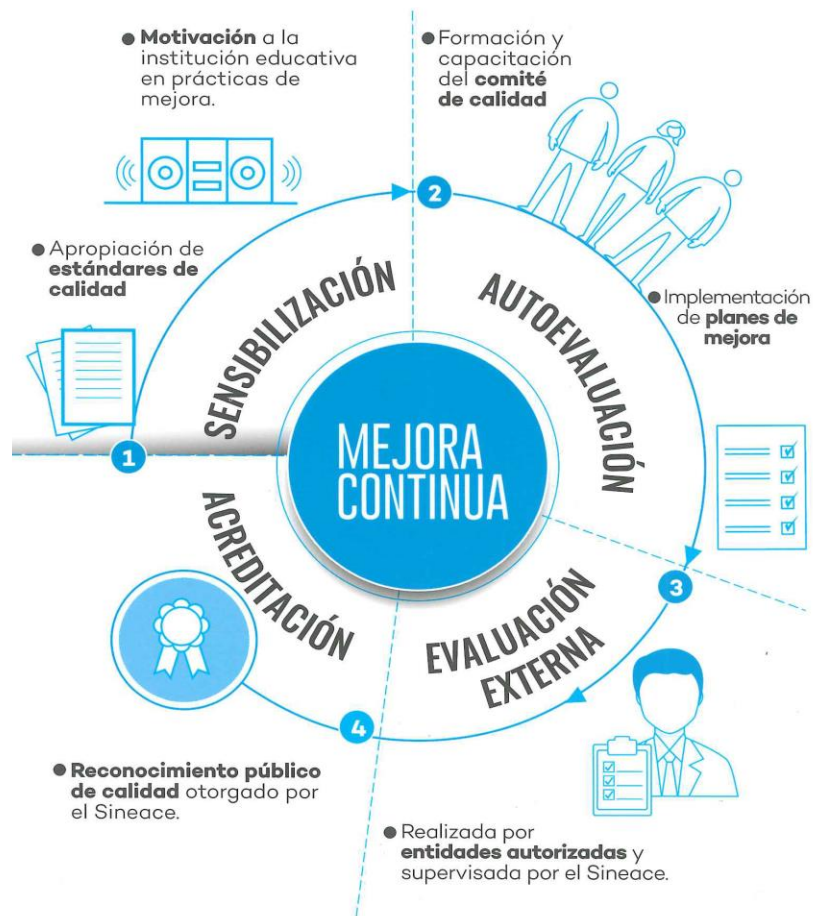 ● Motivación a la
institución educativa
en prácticas de
mejora.
● Apropiación de
estándares de
calidad
1
SENSIBILIZACIÓN
2
● Formación y
capacitación
del comité
de calidad
● Implementación
de planes de
mejora
AUTOEVALUACIÓN
MEJORA
CONTINUA
3
EVALUACIÓN
EXTERNA
● Realizada por
entidades autorizadas y
supervisada por el Sineace.
4
ACREDITACIÓN
● Reconocimiento público
de calidad otorgado por
el Sineace.